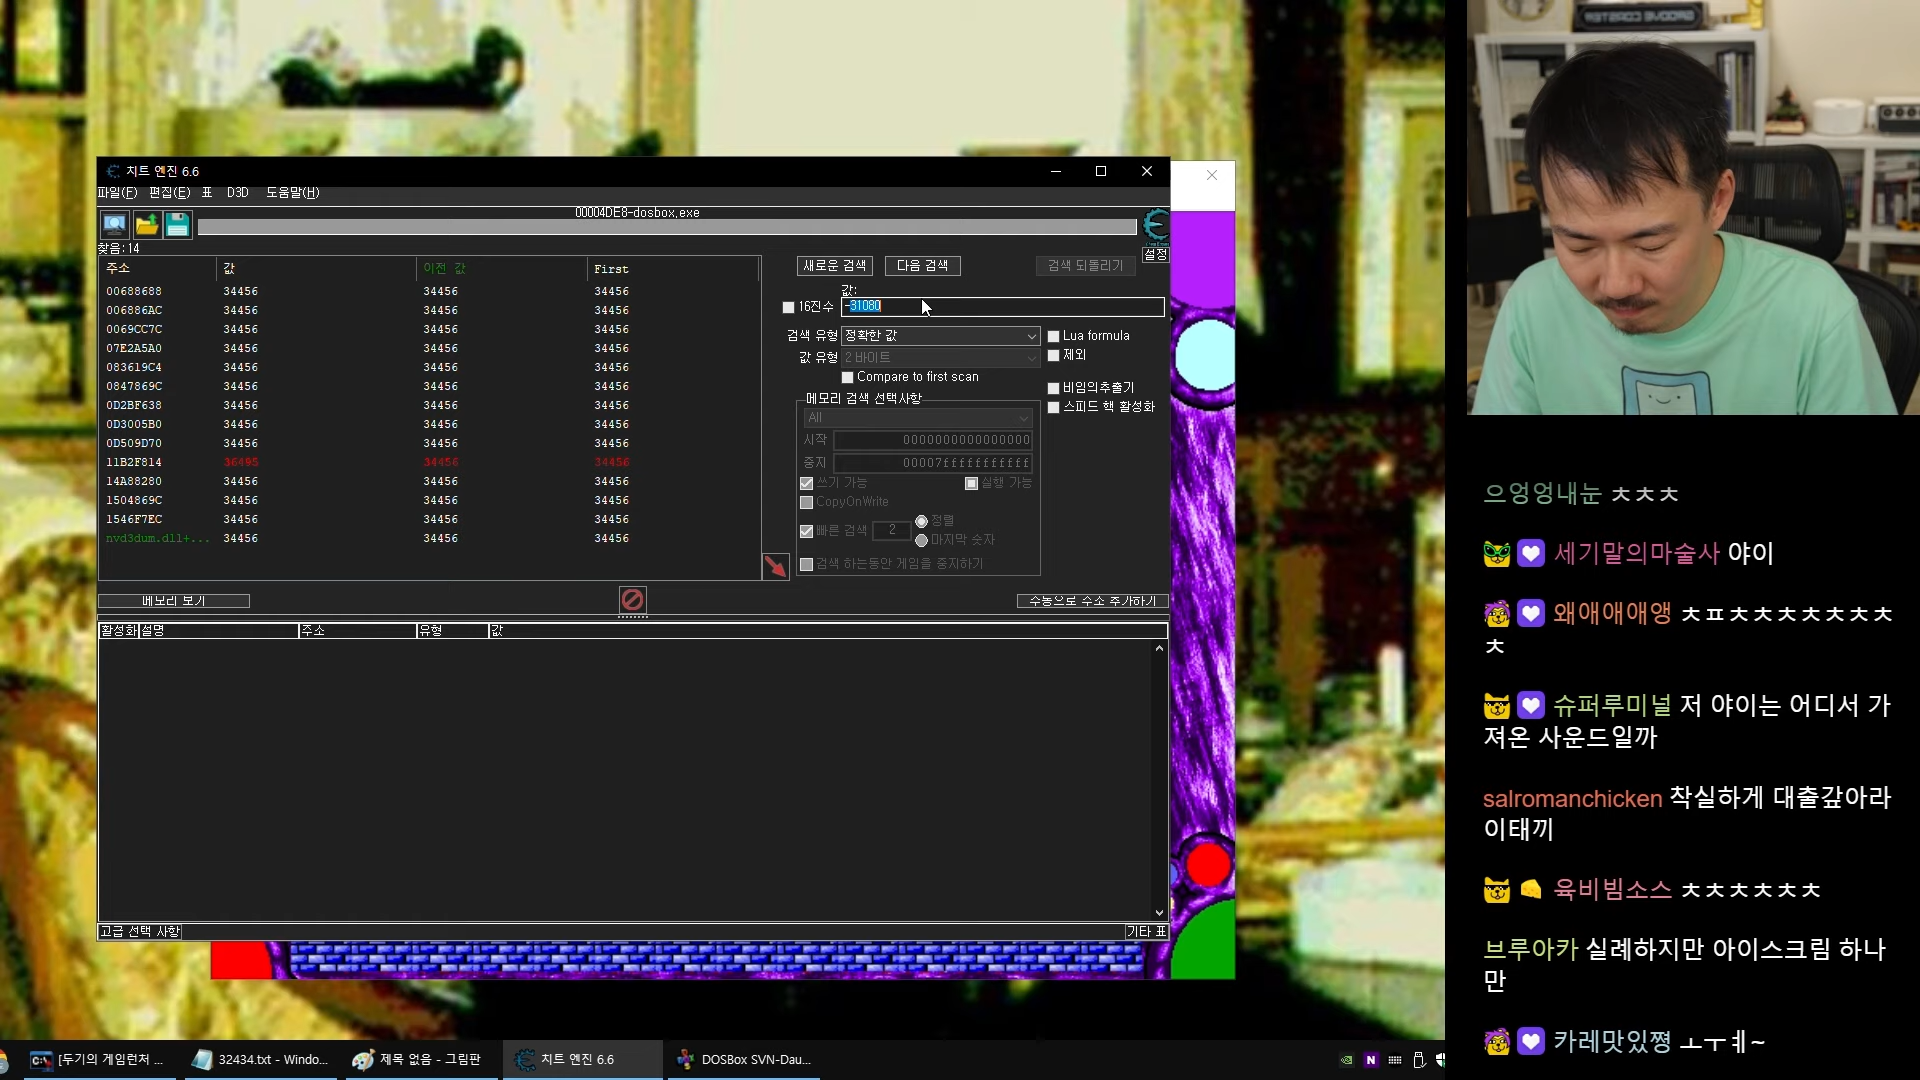 치트 엔진 6.6
파일(F) 편집(E) 표 D3D 도움말(H)
00004DE8-dosbox.exe
찾음:14
설정
주소 값 이전 값 First
00688688 34456 34456 34456
006886AC 34456 34456 34456
0069CC7C 34456 34456 34456
07E2A5A0 34456 34456 34456
083619C4 34456 34456 34456
0847869C 34456 34456 34456
0D2BF638 34456 34456 34456
0D3005B0 34456 34456 34456
0D509D70 34456 34456 34456
11B2F814 36495 34456 34456
14A88280 34456 34456 34456
1504869C 34456 34456 34456
1546F7EC 34456 34456 34456
nvd3dum.dll+... 34456 34456 34456
새로운 검색 다음 검색 검색 되돌리기
값:
16진수 -31080
검색 유형 정확한 값 Lua formula
값 유형 2 바이트 제외
Compare to first scan
메모리 검색 선택사항
비임의추출기
스피드 핵 활성화
All
시작 0000000000000000
중지 00007fffffffffff
쓰기 가능 실행 가능
CopyOnWrite
빠른 검색 2 정렬
마지막 숫자
검색 하는동안 게임을 중지하기
메모리 보기 수동으로 주소 추가하기
활성화 설명 주소 유형 값
고급 선택 사항 기타 표
[두기의 게임런처 ...
32434.txt - Windo...
제목 없음 - 그림판
치트 엔진 6.6
DOSBox SVN-Dau...
으엉엉내눈 ㅊㅊㅊ
세기말의마술사 야이
왜애애애앵 ㅊㅍㅊㅊㅊㅊㅊㅊㅊ
ㅊ
슈퍼루미널 저 야이는 어디서 가
져온 사운드일까
salromanchicken 착실하게 대출갚아라
이태끼
육비빔소스 ㅊㅊㅊㅊㅊㅊ
브루아카 실례하지만 아이스크림 하나
만
카레맛있쪙 ㅗㅜㅖ~